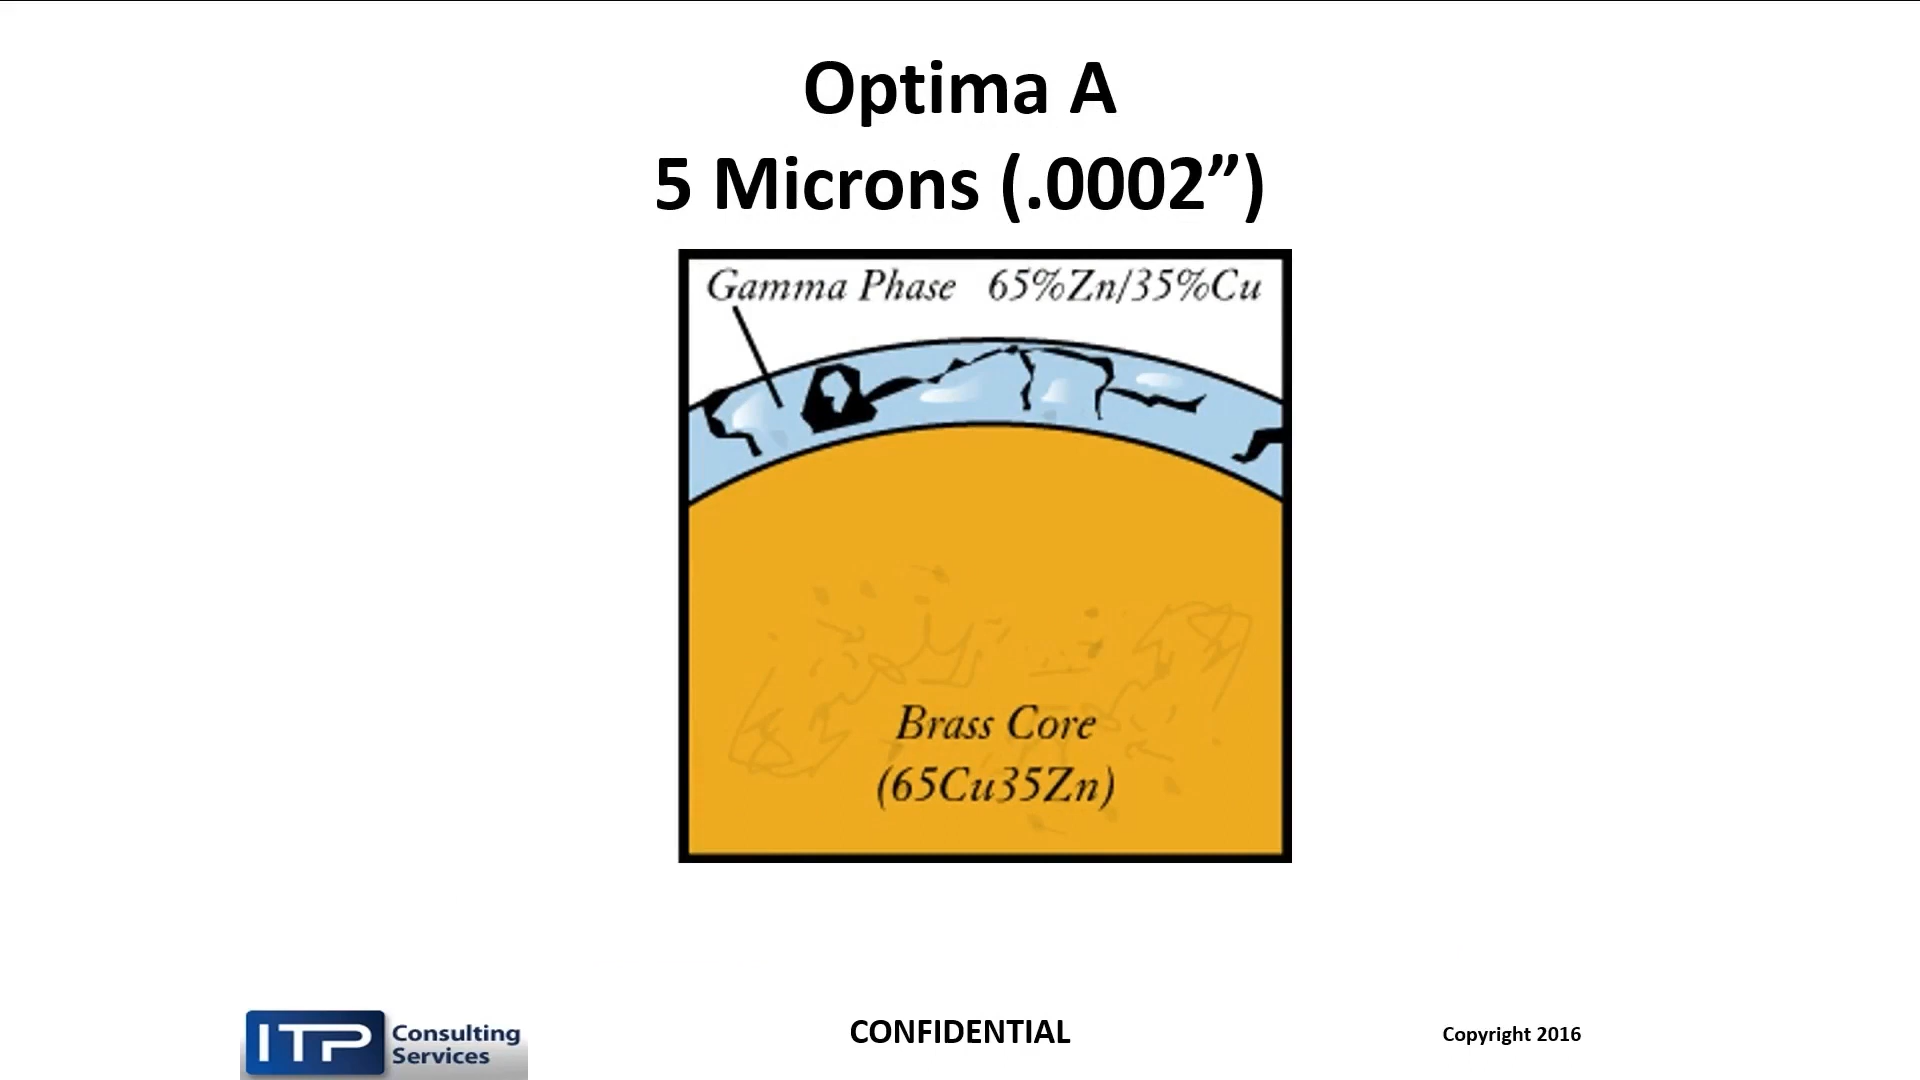 Optima A
5 Microns (.0002”)
Gamma Phase 65%Zn/35%Cu
Brass Core
(65Cu35Zn)
ITP Consulting
Services
CONFIDENTIAL
Copyright 2016